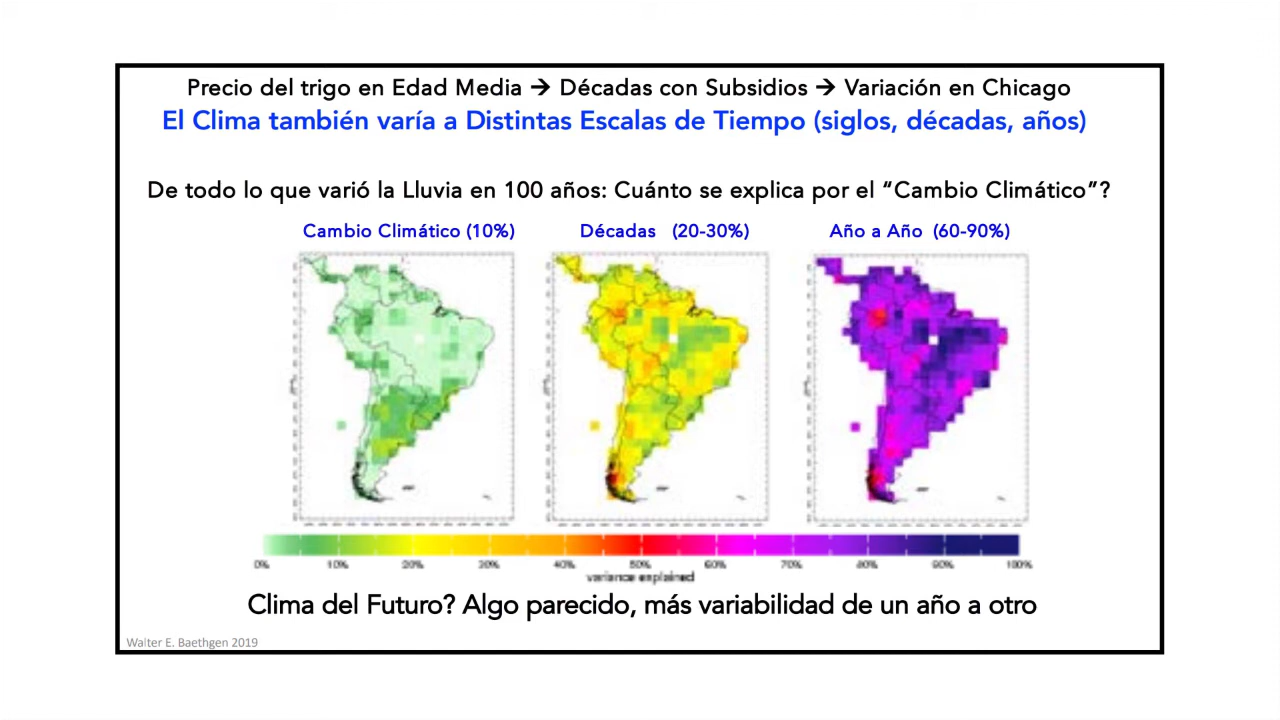 Precio del trigo en Edad Media → Décadas con Subsidios → Variación en Chicago
El Clima también varía a Distintas Escalas de Tiempo (siglos, décadas, años)
De todo lo que varió la Lluvia en 100 años: Cuánto se explica por el “Cambio Climático”?
Cambio Climático (10%) Décadas (20-30%) Año a Año (60-90%)
0% 10% 20% 30% 40% 50% 60% 70% 80% 90% 100%
variance explained
Clima del Futuro? Algo parecido, más variabilidad de un año a otro
Walter E. Baethgen 2019